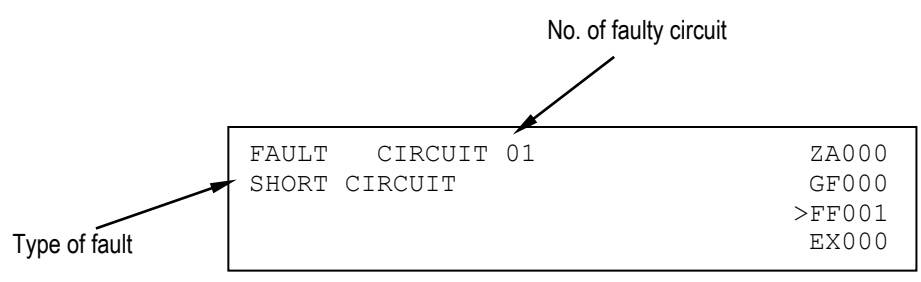 No. of faulty circuit
FAULT CIRCUIT 01 ZA000
SHORT CIRCUIT GF000
>FF001
EX000
Type of fault